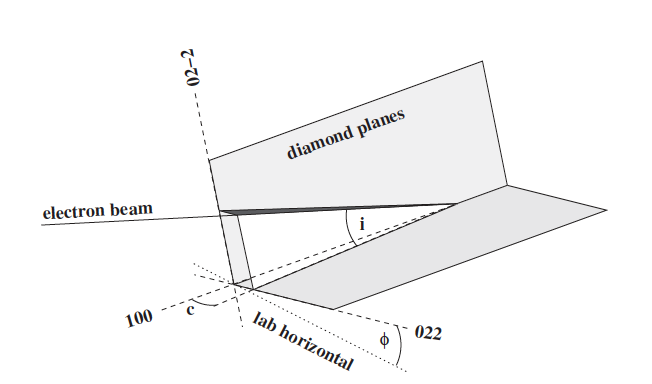 02−2
diamond planes
electron beam
i
100
c
lab horizontal
ϕ
022